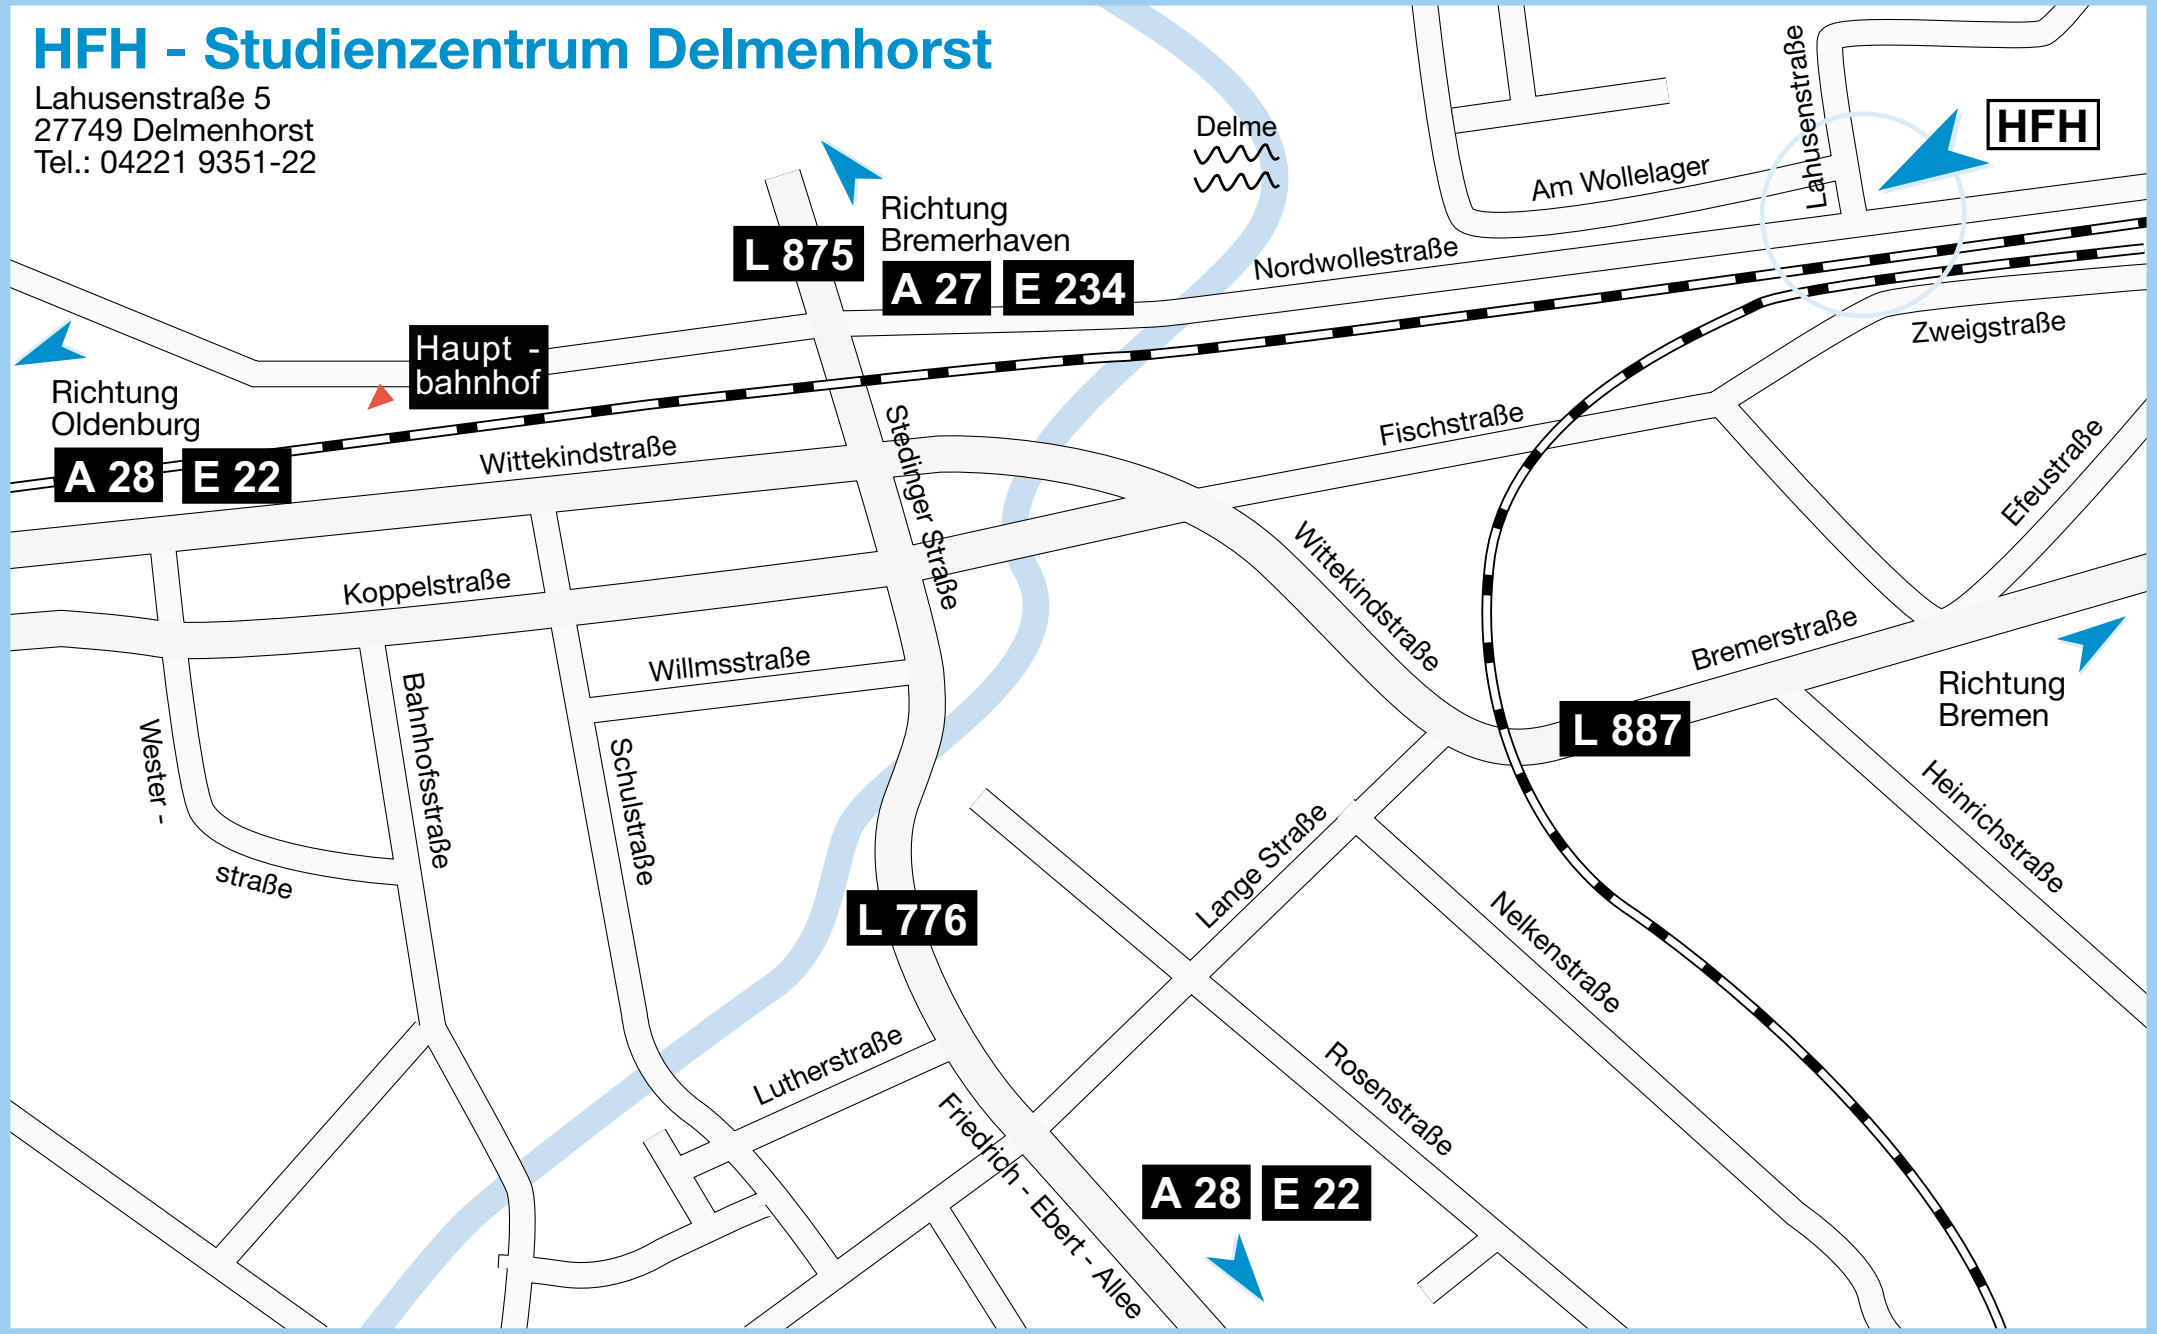 HFH - Studienzentrum Delmenhorst
Lahusenstraße 5
27749 Delmenhorst
Tel.: 04221 9351-22
Delme
Lahusenstraße
HFH
Am Wollelager
Richtung
Bremerhaven
L 875
A 27
E 234
Nordwollestraße
Zweigstraße
Haupt -
bahnhof
Richtung
Oldenburg
A 28
E 22
Wittekindstraße
Stedinger Straße
Fischstraße
Efeustraße
Koppelstraße
Wittekindstraße
Willmsstraße
Bremerstraße
Richtung
Bremen
L 887
Wester -
straße
Bahnhofsstraße
Schulstraße
Lange Straße
Heinrichstraße
L 776
Nelkenstraße
Lutherstraße
Rosenstraße
Friedrich - Ebert - Allee
A 28
E 22